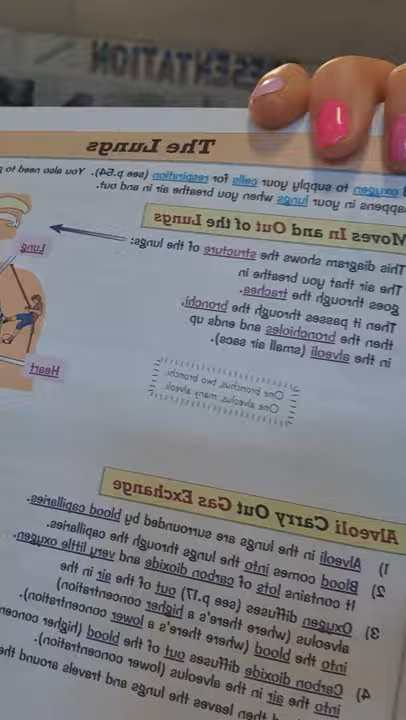 ESENTATION
The Lungs
oxygen to supply your cells for respiration (see p.54). You also need to
happens in your lungs when you breathe air in and out.
Moves In and Out of the Lungs
This diagram shows the structure of the lungs:
The air that you breathe in
goes through the trachea.
Then it passes through the bronchi,
then the bronchioles and ends up
in the alveoli (small air sacs).
Lung
Heart
One bronchus, two bronchi.
One alveolus, many alveoli.
Alveoli Carry Out Gas Exchange
1) Alveoli in the lungs are surrounded by blood capillaries.
2) Blood comes into the lungs through the capillaries.
It contains lots of carbon dioxide and very little oxygen.
3) Oxygen diffuses (see p.17) out of the air in the
alveolus (where there's a higher concentration)
into the blood (where there's a lower concentration).
4) Carbon dioxide diffuses out of the blood (higher concen
into the air in the alveolus (lower concentration).
then leaves the lungs and travels around the